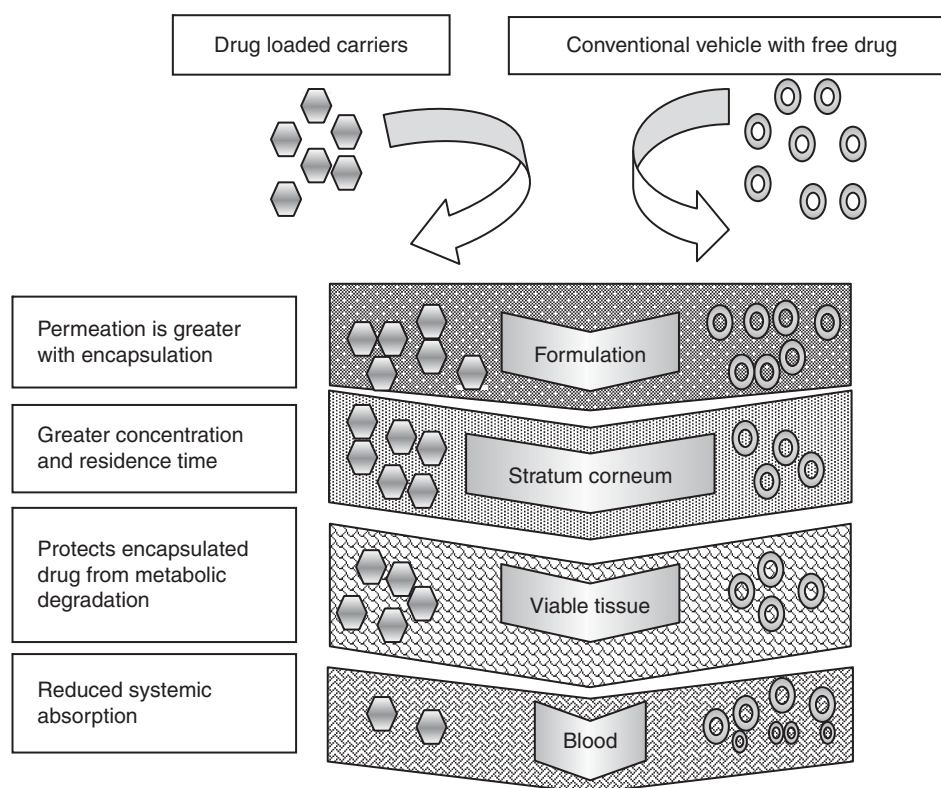 Drug loaded carriers
Conventional vehicle with free drug
Permeation is greater
with encapsulation
Formulation
Greater concentration
and residence time
Stratum corneum
Protects encapsulated
drug from metabolic
degradation
Viable tissue
Reduced systemic
absorption
Blood